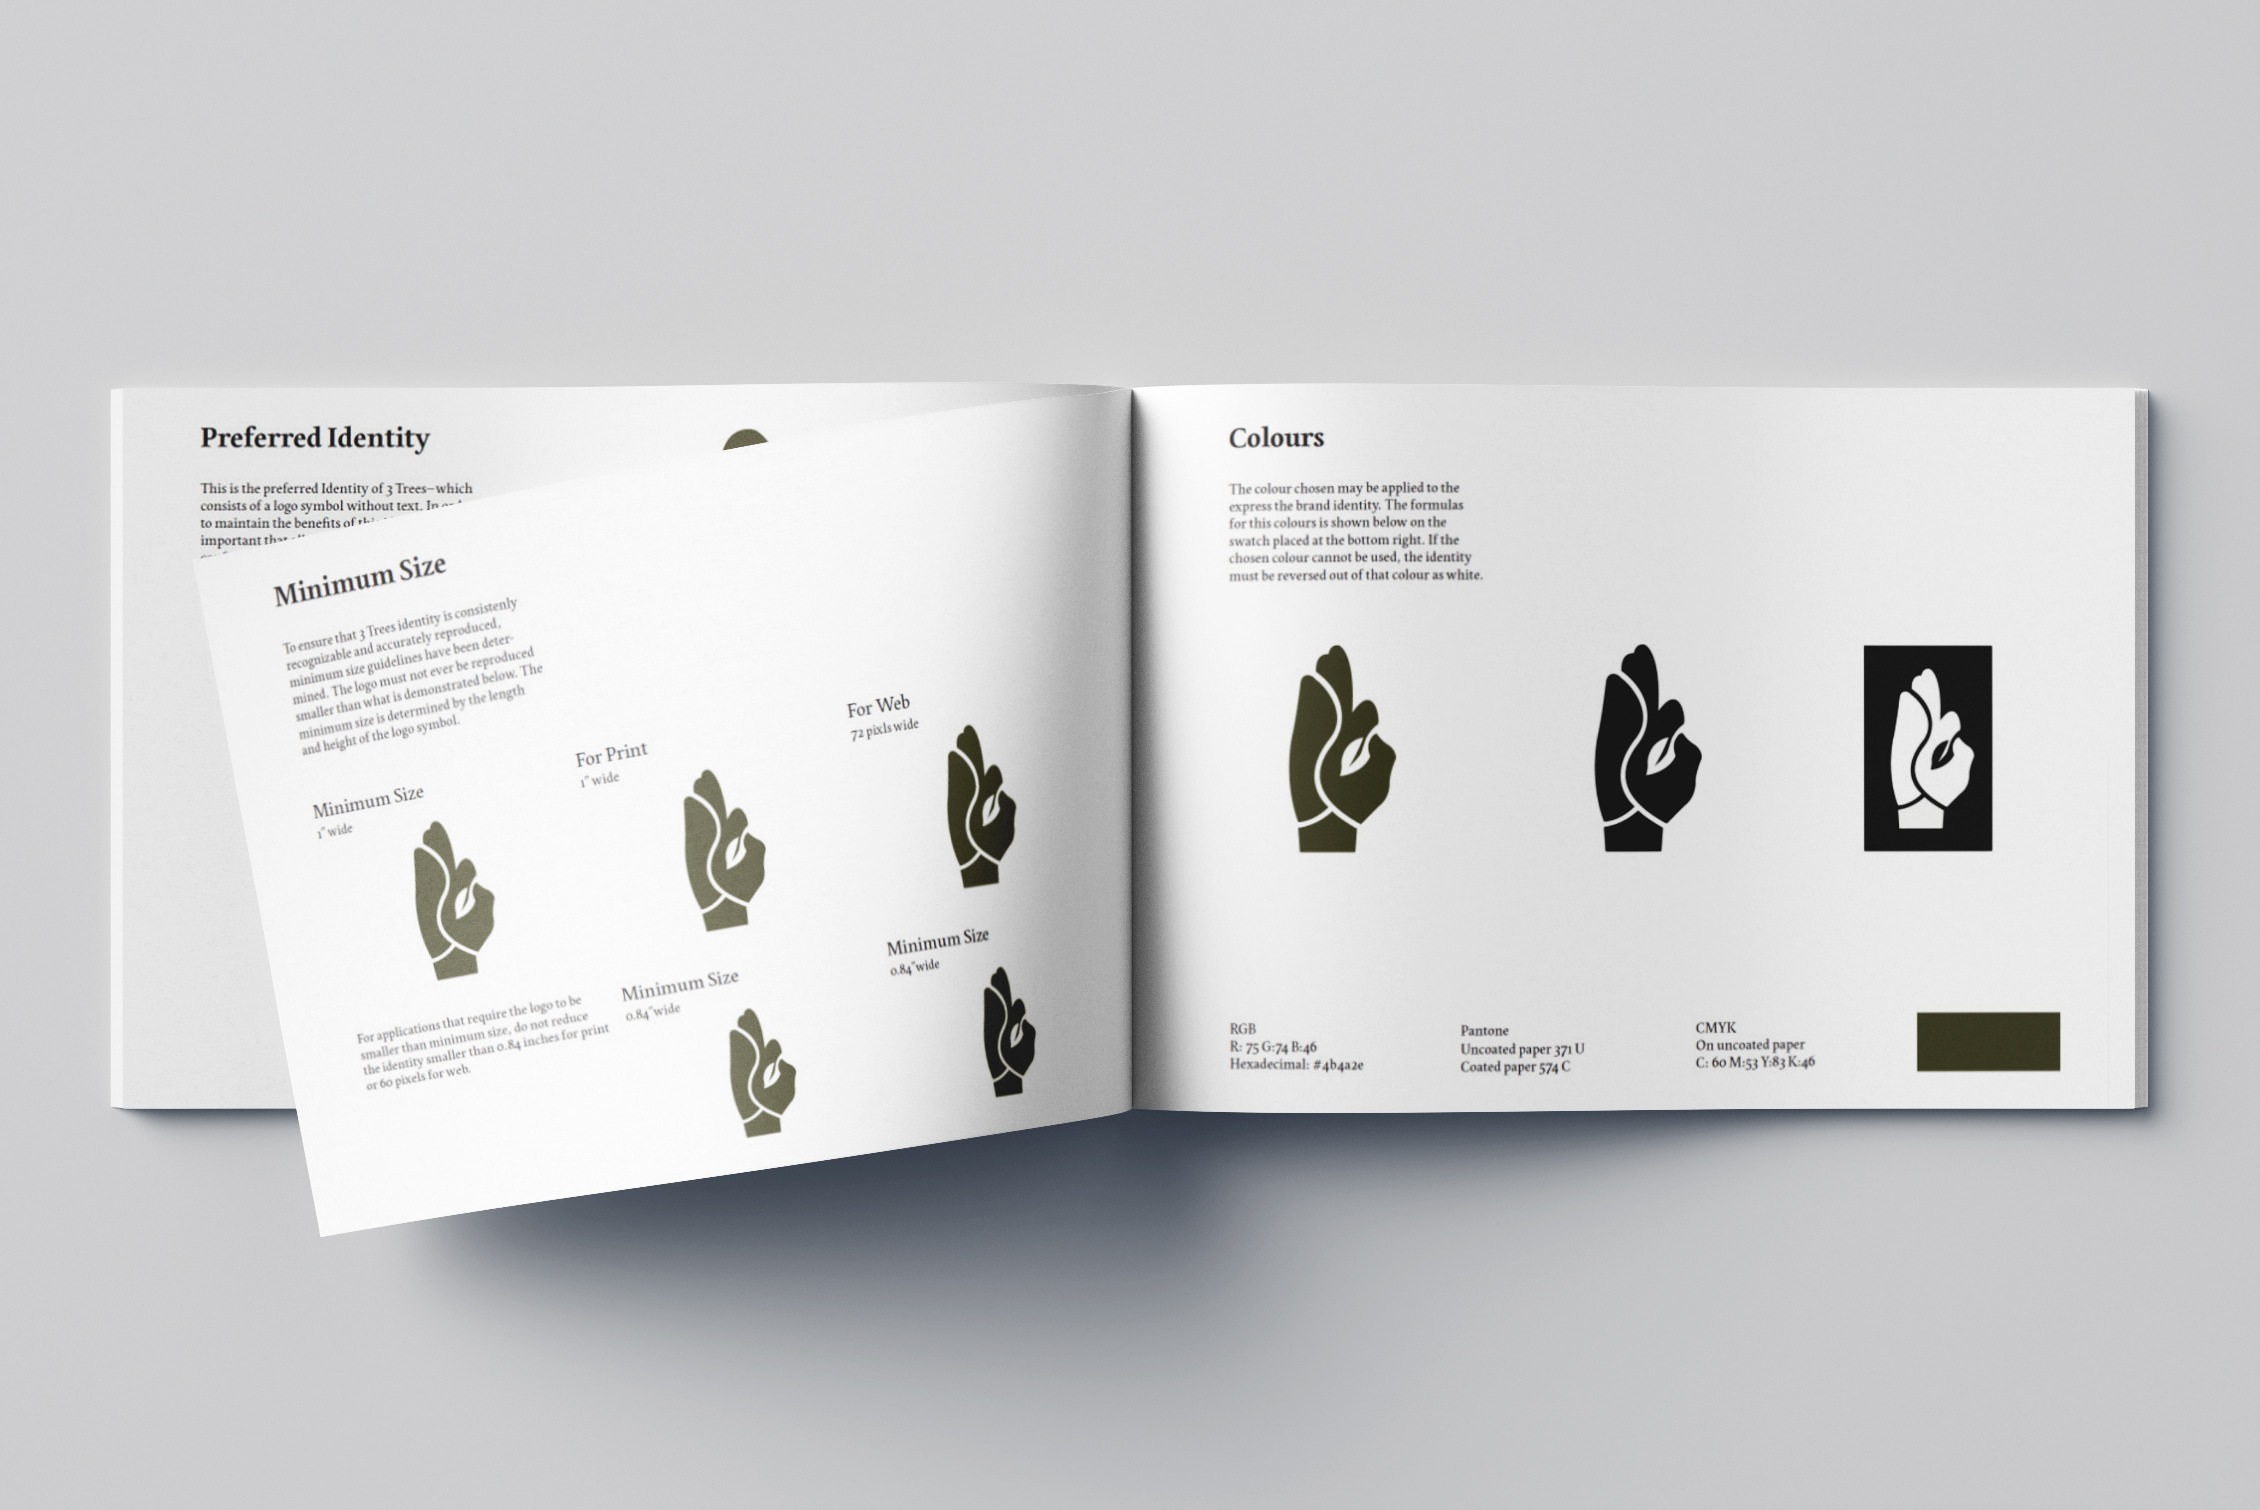 Preferred Identity
This is the preferred Identity of 3 Trees–which
consists of a logo symbol without text. In
to maintain the benefits of
important that
Minimum Size
To ensure that 3 Trees identity is consistenly
recognizable and accurately reproduced,
minimum size guidelines have been deter-
mined. The logo must not ever be reproduced
smaller than what is demonstrated below. The
minimum size is determined by the length
and height of the logo symbol.
Minimum Size
1" wide
For Print
1" wide
For Web
72 pixls wide
For applications that require the logo to be
smaller than minimum size, do not reduce
the identity smaller than 0.84 inches for print
or 60 pixels for web.
Minimum Size
0.84" wide
Minimum Size
0.84" wide
Colours
The colour chosen may be applied to the
express the brand identity. The formulas
for this colours is shown below on the
swatch placed at the bottom right. If the
chosen colour cannot be used, the identity
must be reversed out of that colour as white.
RGB
R: 75 G:74 B:46
Hexadecimal: #4b4a2e
Pantone
Uncoated paper 371 U
Coated paper 574 C
CMYK
On uncoated paper
C: 60 M:53 Y:83 K:46